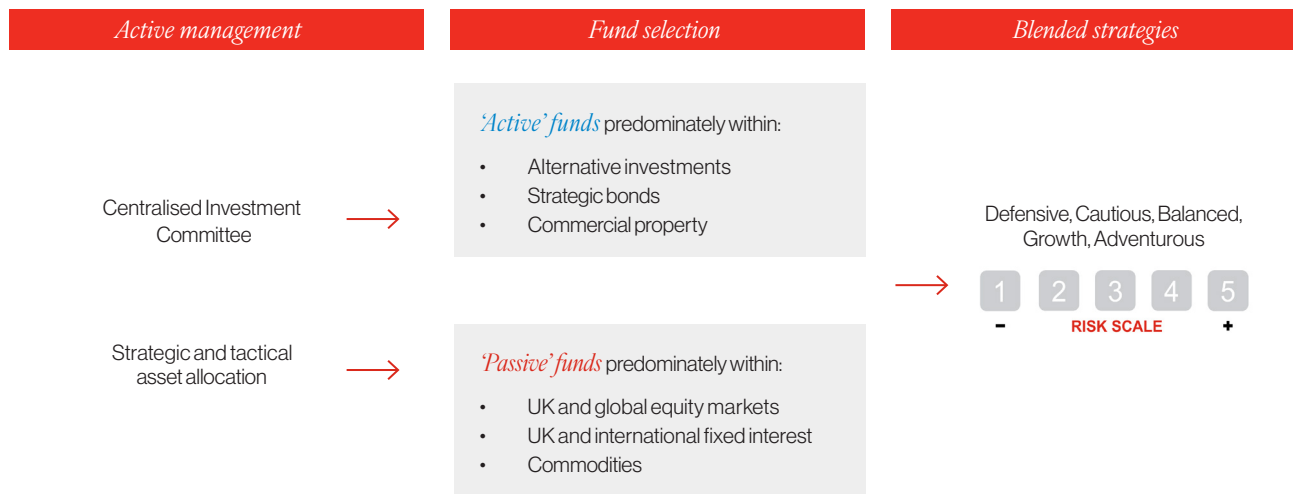 Active management
Fund selection
Blended strategies
Centralised Investment
Committee
Strategic and tactical
asset allocation
‘Active’ funds predominately within:
• Alternative investments
• Strategic bonds
• Commercial property
‘Passive’ funds predominately within:
• UK and global equity markets
• UK and international fixed interest
• Commodities
Defensive, Cautious, Balanced,
Growth, Adventurous
1 2 3 4 5
- RISK SCALE +